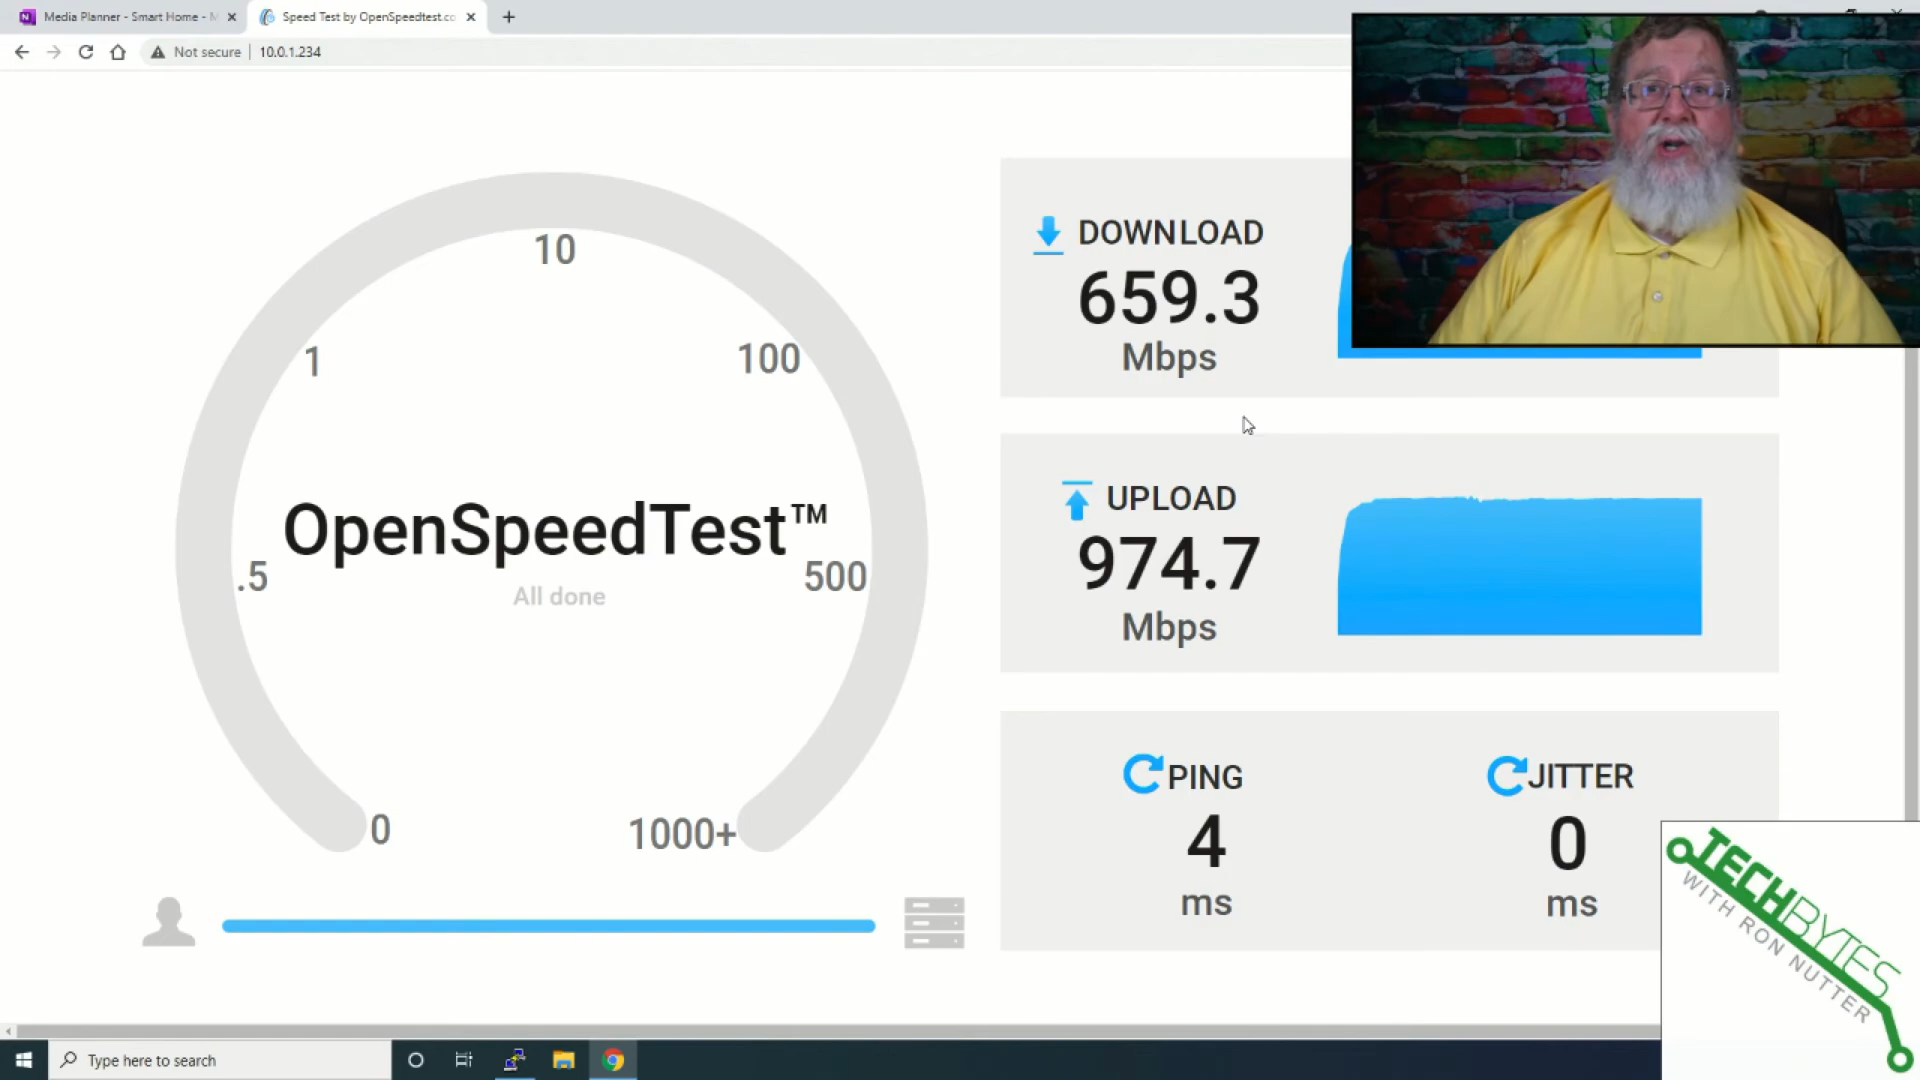 Media Planner - Smart Home - M
Speed Test by OpenSpeedtest.co
Not secure
10.0.1.234
DOWNLOAD
659.3
Mbps
UPLOAD
974.7
Mbps
PING
4
ms
JITTER
0
ms
0
.5
1
10
100
500
1000+
OpenSpeedTest™
All done
TECHBYTES
WITH RON NUTTER
Type here to search